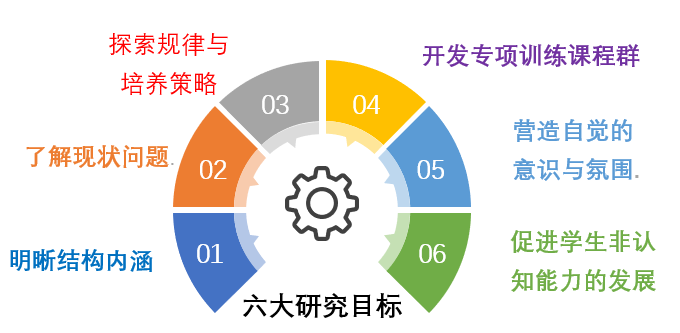 探索规律与
培养策略
开发专项训练课程群
03
04
营造自觉的
意识与氛围.
了解现状问题.
02
05
明晰结构内涵
01
06
促进学生非认
知能力的发展
六大研究目标